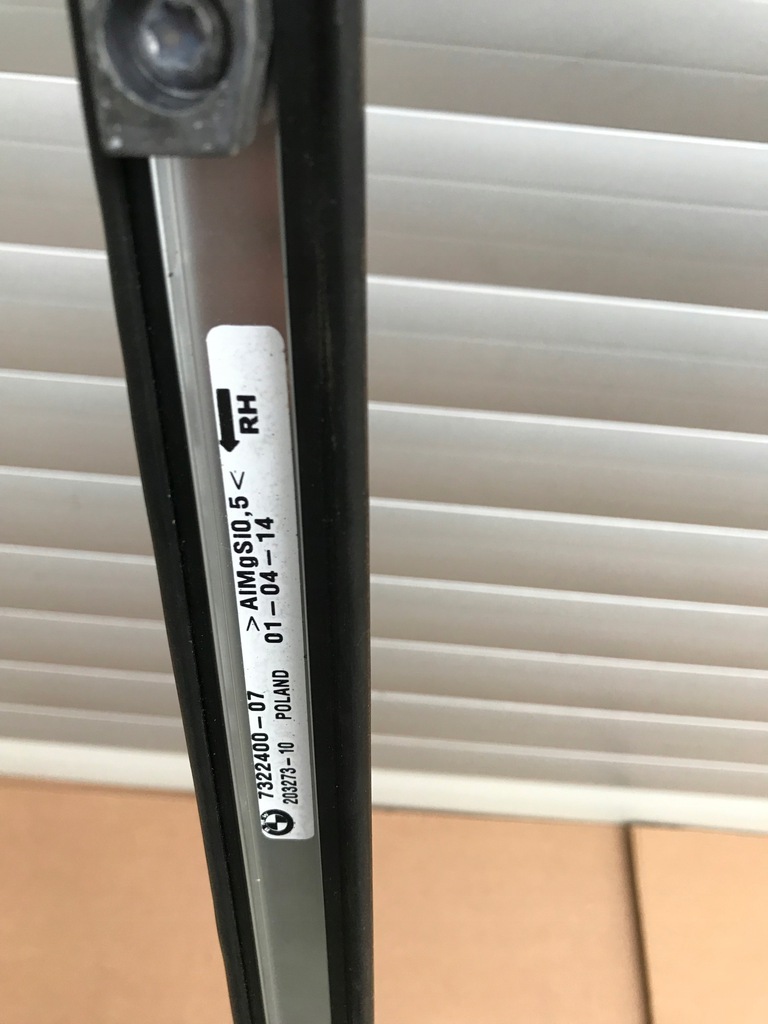 7322400-07 >AlMgSI0,5<
203273-10 POLAND 01-04-14
RH